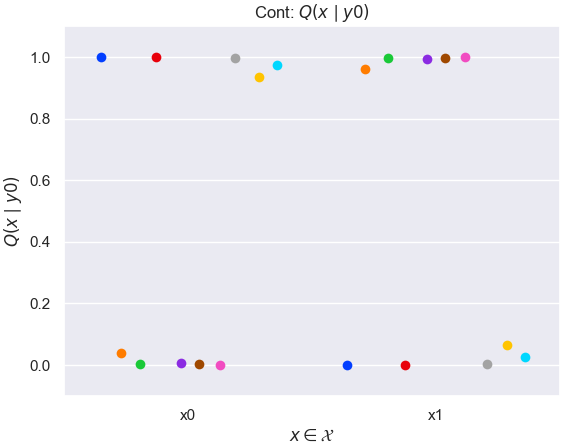 Cont: Q(x | y0)
Q(x | y0)
1.0
0.8
0.6
0.4
0.2
0.0
x0 x1
x ∈ 𝒳